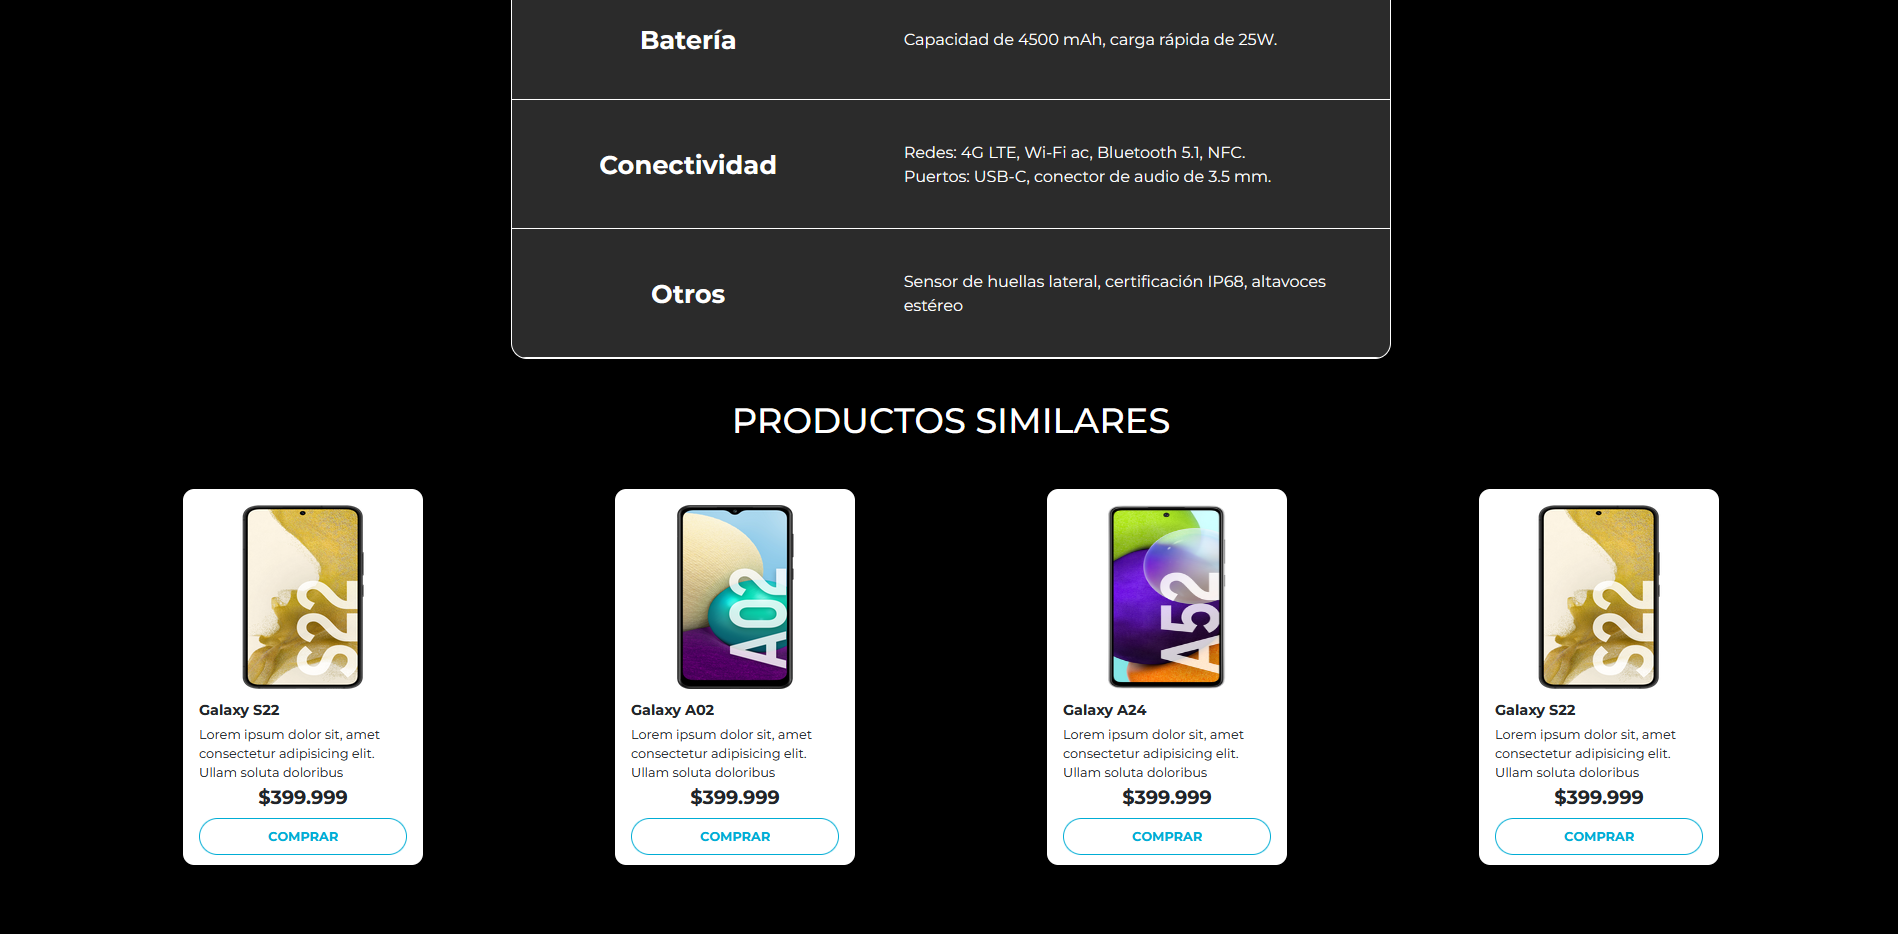 Batería
Capacidad de 4500 mAh, carga rápida de 25W.
Conectividad
Redes: 4G LTE, Wi-Fi ac, Bluetooth 5.1, NFC.
Puertos: USB-C, conector de audio de 3.5 mm.
Otros
Sensor de huellas lateral, certificación IP68, altavoces
estéreo
PRODUCTOS SIMILARES
S22
Galaxy S22
Lorem ipsum dolor sit, amet
consectetur adipisicing elit.
Ullam soluta doloribus
$399.999
COMPRAR
A02
Galaxy A02
Lorem ipsum dolor sit, amet
consectetur adipisicing elit.
Ullam soluta doloribus
$399.999
COMPRAR
A52
Galaxy A24
Lorem ipsum dolor sit, amet
consectetur adipisicing elit.
Ullam soluta doloribus
$399.999
COMPRAR
S22
Galaxy S22
Lorem ipsum dolor sit, amet
consectetur adipisicing elit.
Ullam soluta doloribus
$399.999
COMPRAR